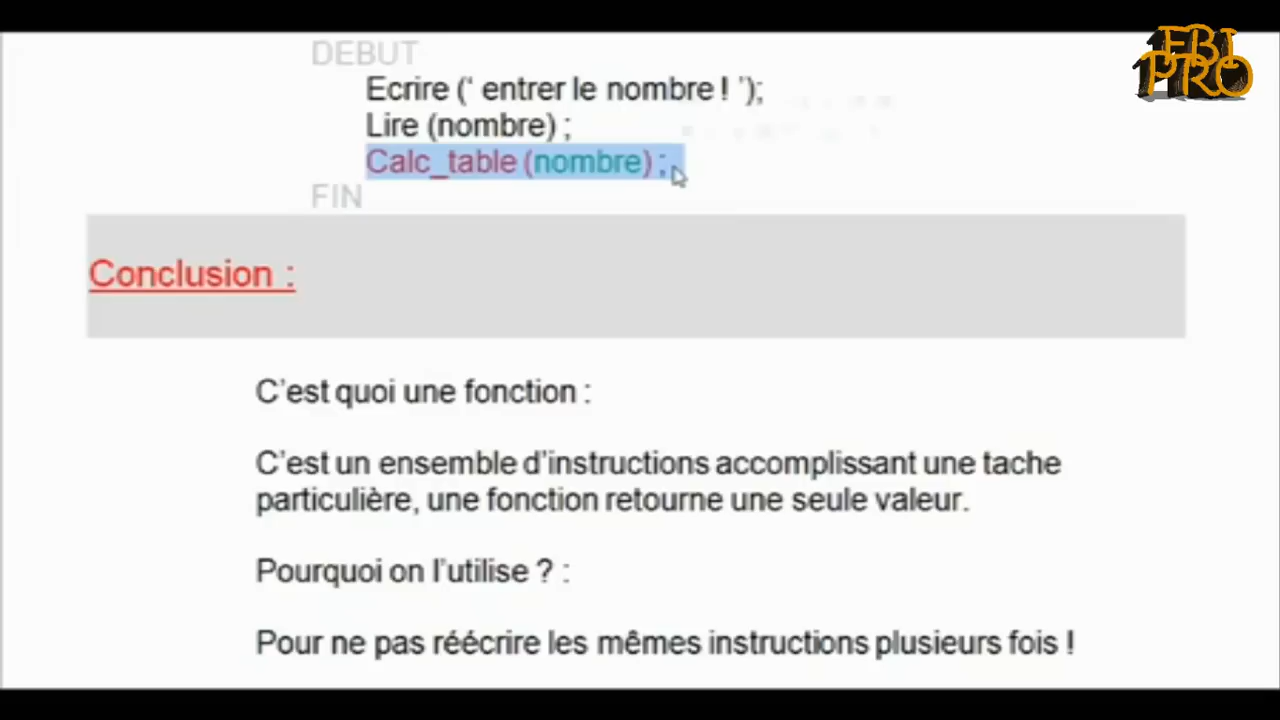 DEBUT
Ecrire (‘ entrer le nombre ! ’);
Lire (nombre) ;
Calc_table (nombre) ;
FIN
Conclusion :
C’est quoi une fonction :
C’est un ensemble d’instructions accomplissant une tache
particulière, une fonction retourne une seule valeur.
Pourquoi on l’utilise ? :
Pour ne pas réécrire les mêmes instructions plusieurs fois !
FBI
PRO